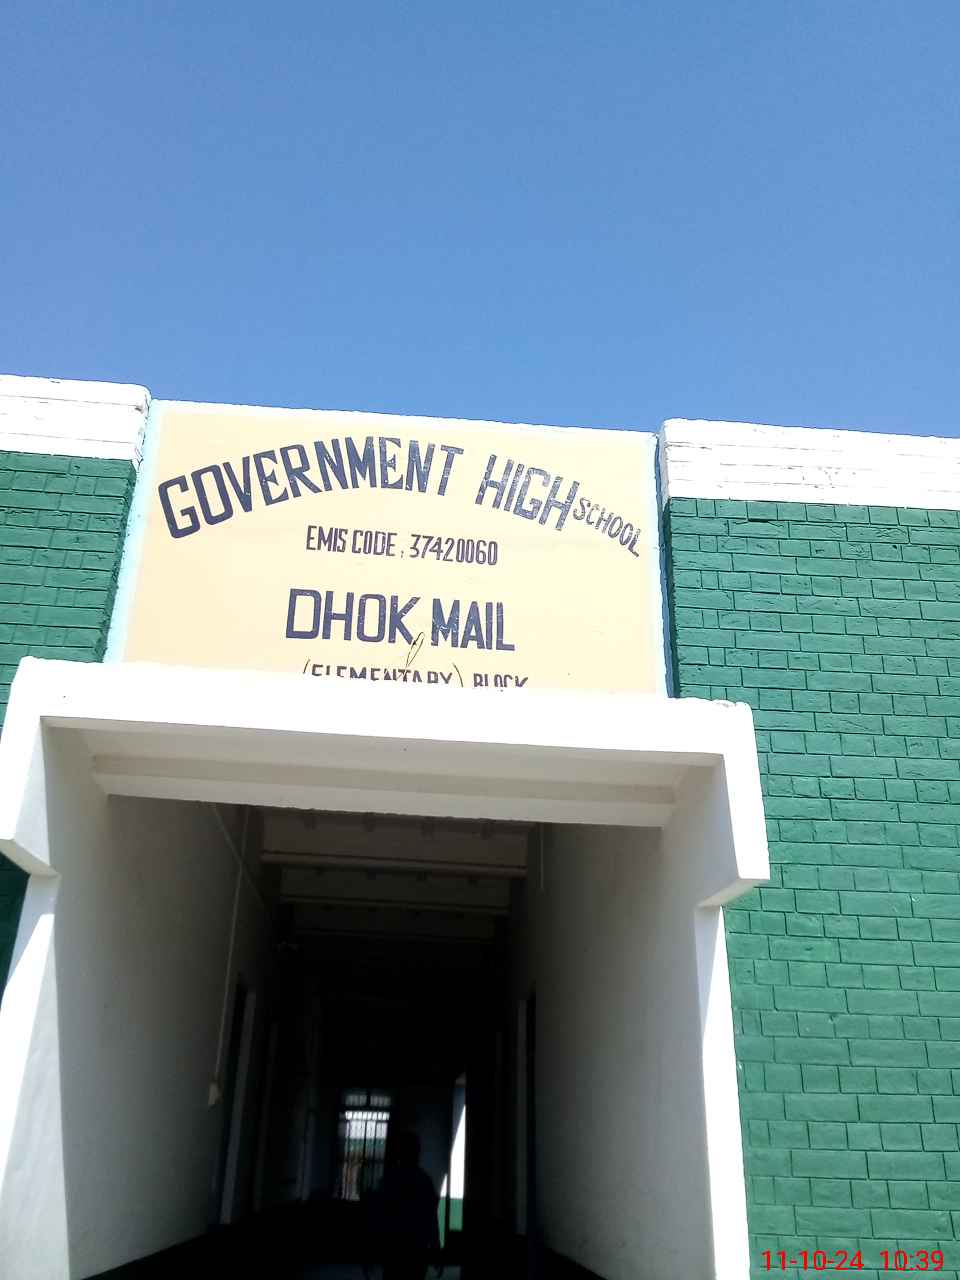 GOVERNMENT HIGH SCHOOL
EMIS CODE : 37420060
DHOK MAIL
(ELEMENTARY) BLOCK
11-10-24 10:39